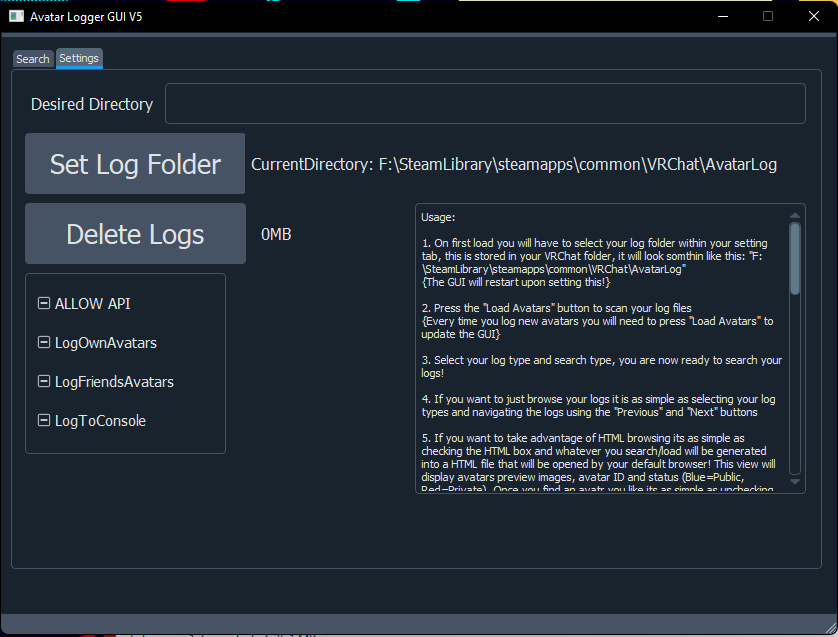 Avatar Logger GUI V5
Search Settings
Desired Directory
Set Log Folder CurrentDirectory: F:\SteamLibrary\steamapps\common\VRChat\AvatarLog
Delete Logs 0MB
ALLOW API
LogOwnAvatars
LogFriendsAvatars
LogToConsole
Usage:
1. On first load you will have to select your log folder within your setting
tab, this is stored in your VRChat folder, it will look somthin like this: "F:
\SteamLibrary\steamapps\common\VRChat\AvatarLog"
{The GUI will restart upon setting this!}
2. Press the "Load Avatars" button to scan your log files
{Every time you log new avatars you will need to press "Load Avatars" to
update the GUI}
3. Select your log type and search type, you are now ready to search your
logs!
4. If you want to just browse your logs it is as simple as selecting your log
types and navigating the logs using the "Previous" and "Next" buttons
5. If you want to take advantage of HTML browsing its as simple as
checking the HTML box and whatever you search/load will be generated
into a HTML file that will be opened by your default browser! This view will
display avatars preview images, avatar ID and status (Blue=Public,
Red=Private). Once you find an avatr you like its as simple as unchecking